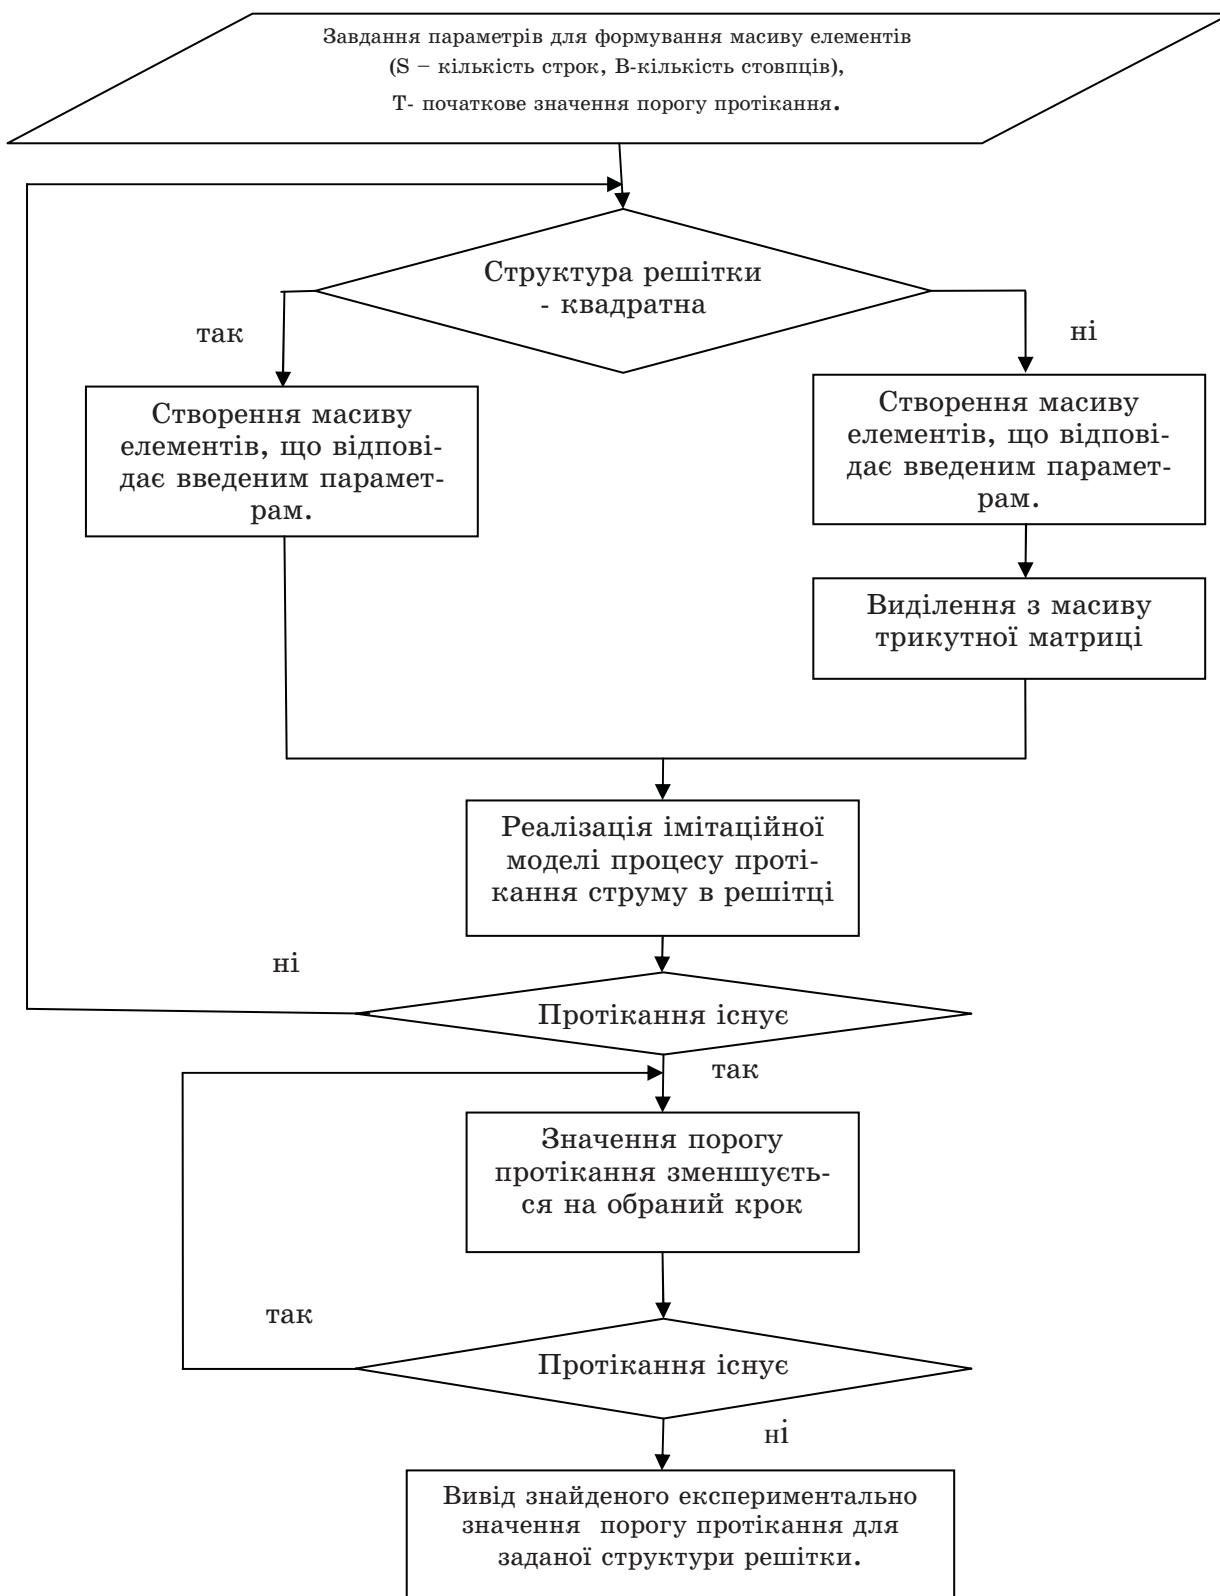 Завдання параметрів для формування масиву елементів
(S – кількість строк, В-кількість стовпців),
Т- початкове значення порогу протікання.
Структура решітки
- квадратна
так
ні
Створення масиву
елементів, що відпові-
дає введеним парамет-
рам.
Створення масиву
елементів, що відпові-
дає введеним парамет-
рам.
Виділення з масиву
трикутної матриці
Реалізація імітаційної
моделі процесу проті-
кання струму в решітці
ні
Протікання існує
так
Значення порогу
протікання зменшуєть-
ся на обраний крок
так
Протікання існує
ні
Вивід знайденого експериментально
значення порогу протікання для
заданої структури решітки.